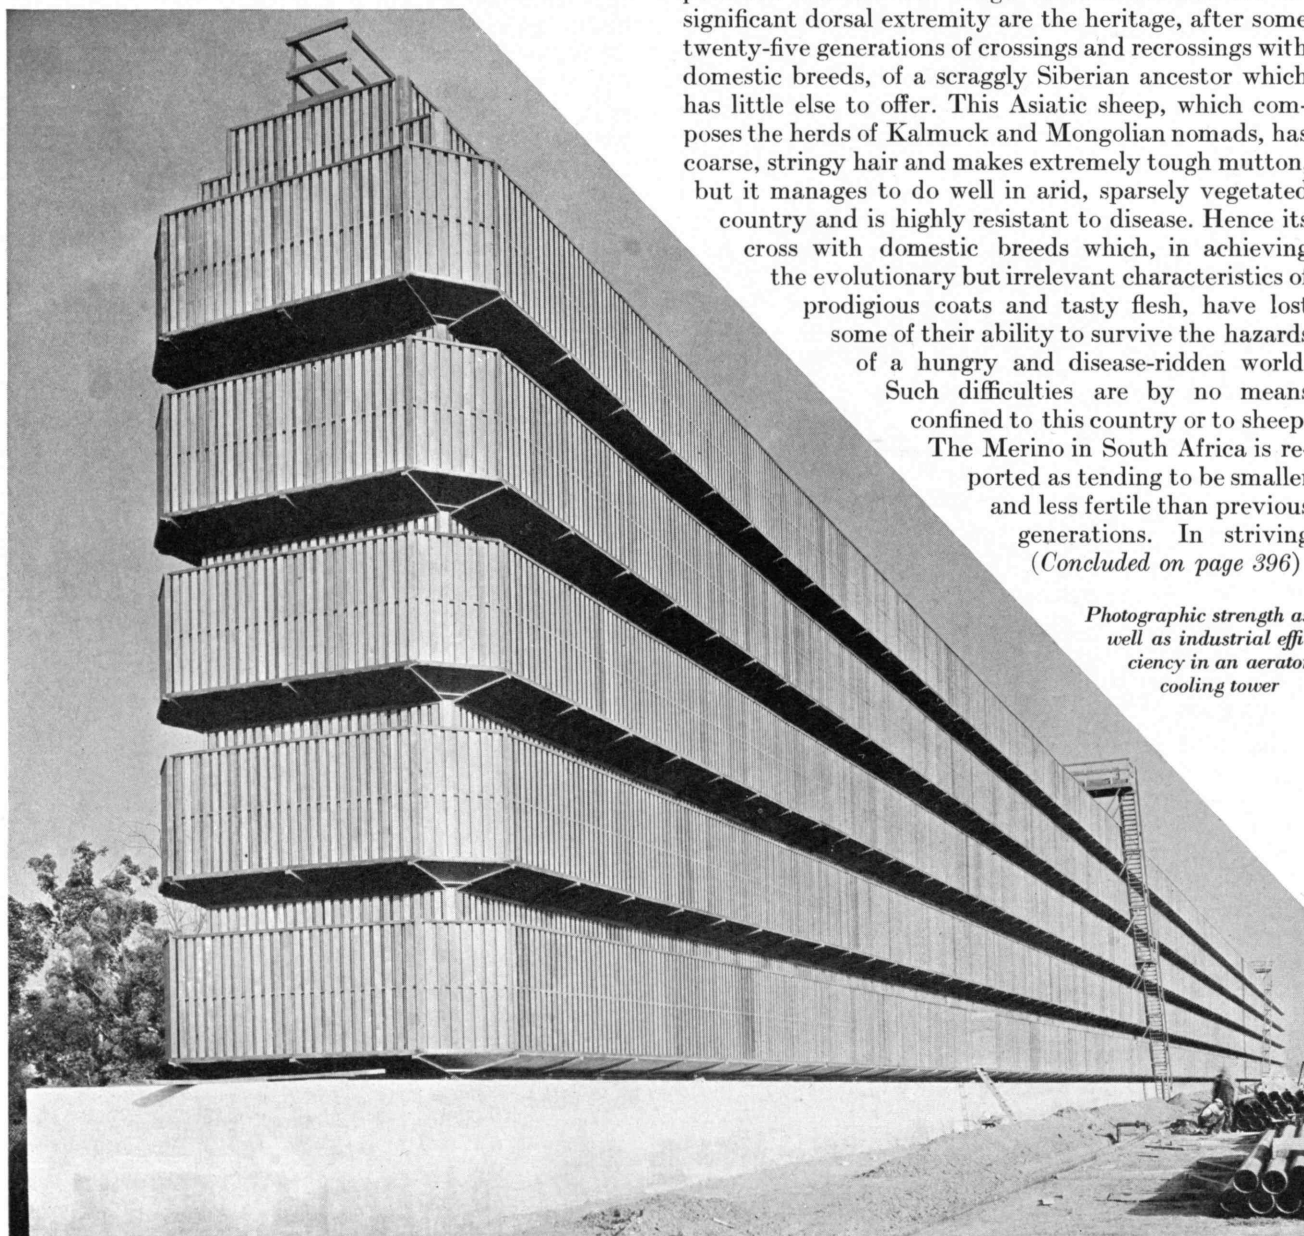 significant dorsal extremity are the heritage, after some
twenty-five generations of crossings and recrossings with
domestic breeds, of a scraggly Siberian ancestor which
has little else to offer. This Asiatic sheep, which com-
poses the herds of Kalmuck and Mongolian nomads, has
coarse, stringy hair and makes extremely tough mutton,
but it manages to do well in arid, sparsely vegetated
country and is highly resistant to disease. Hence its
cross with domestic breeds which, in achieving
the evolutionary but irrelevant characteristics of
prodigious coats and tasty flesh, have lost
some of their ability to survive the hazards
of a hungry and disease-ridden world.
Such difficulties are by no means
confined to this country or to sheep.
The Merino in South Africa is re-
ported as tending to be smaller
and less fertile than previous
generations. In striving
(Concluded on page 396)
Photographic strength as
well as industrial effi-
ciency in an aerator
cooling tower